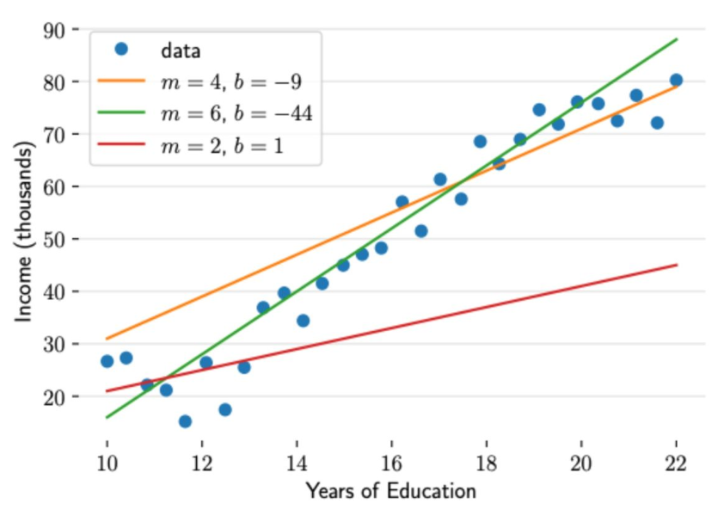 90
80
70
60
50
40
30
20
Income (thousands)
data
m = 4, b = −9
m = 6, b = −44
m = 2, b = 1
10 12 14 16 18 20 22
Years of Education